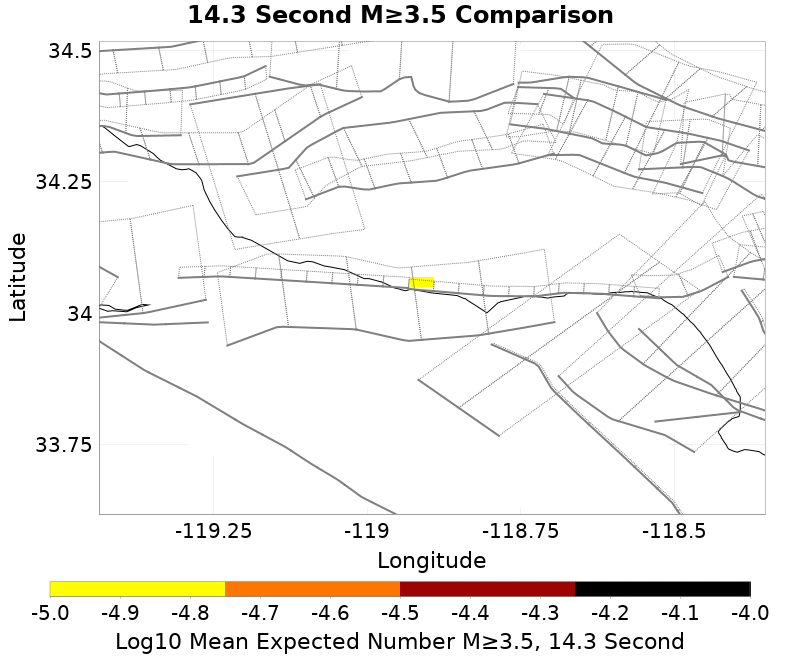 14.3 Second M≥3.5 Comparison
34.5
34.25
34
33.75
Latitude
-119.25 -119 -118.75 -118.5
Longitude
-5.0 -4.9 -4.8 -4.7 -4.6 -4.5 -4.4 -4.3 -4.2 -4.1 -4.0
Log10 Mean Expected Number M≥3.5, 14.3 Second